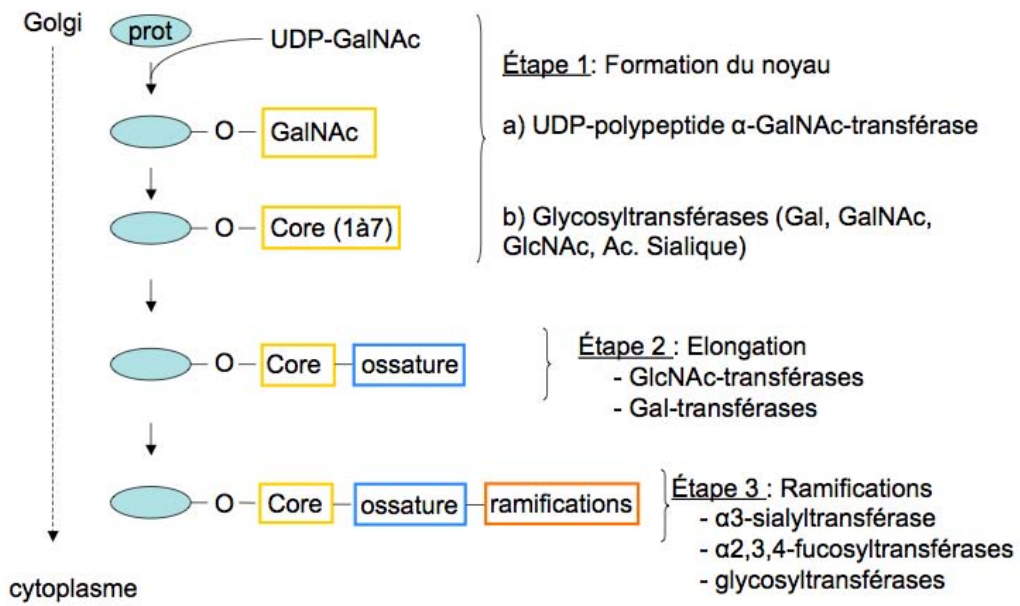 Golgi
prot
UDP-GalNAc
Étape 1: Formation du noyau
O
GalNAc
a) UDP-polypeptide α-GalNAc-transférase
O
Core (1à7)
b) Glycosyltransférases (Gal, GalNAc,
GlcNAc, Ac. Sialique)
O
Core
ossature
Étape 2 : Elongation
- GlcNAc-transférases
- Gal-transférases
O
Core
ossature
ramifications
Étape 3 : Ramifications
- α3-sialyltransférase
- α2,3,4-fucosyltransférases
- glycosyltransférases
cytoplasme